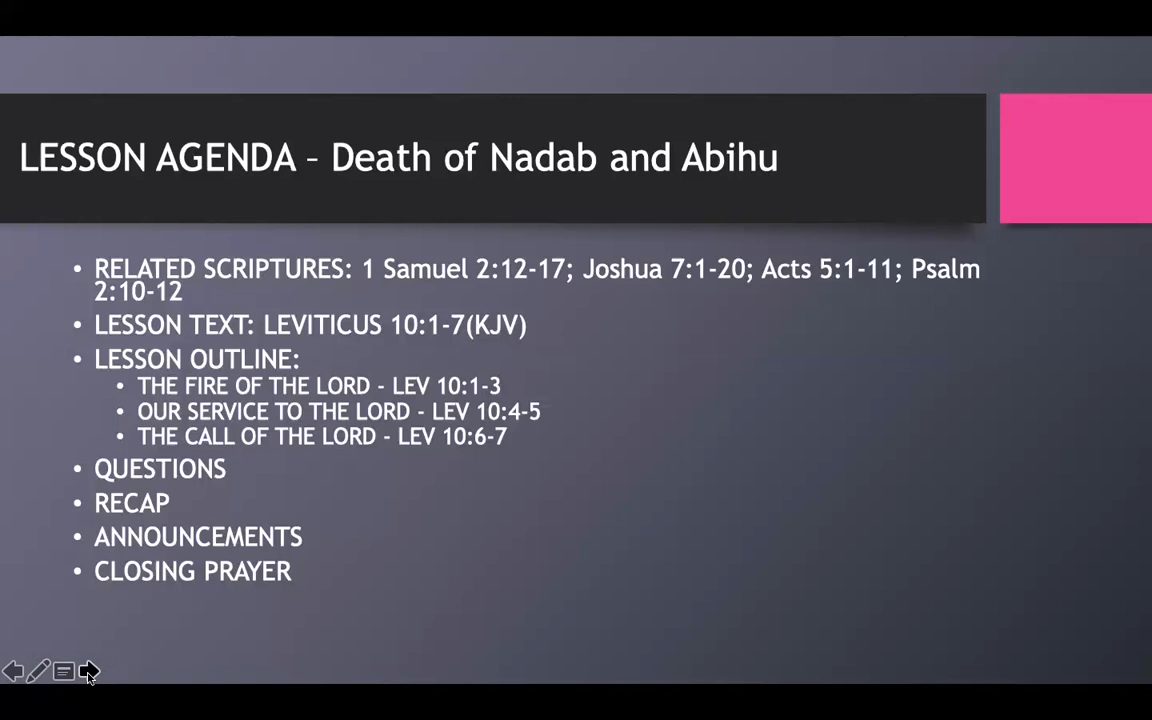 LESSON AGENDA – Death of Nadab and Abihu
• RELATED SCRIPTURES: 1 Samuel 2:12-17; Joshua 7:1-20; Acts 5:1-11; Psalm
2:10-12
• LESSON TEXT: LEVITICUS 10:1-7(KJV)
• LESSON OUTLINE:
• THE FIRE OF THE LORD - LEV 10:1-3
• OUR SERVICE TO THE LORD - LEV 10:4-5
• THE CALL OF THE LORD - LEV 10:6-7
• QUESTIONS
• RECAP
• ANNOUNCEMENTS
• CLOSING PRAYER